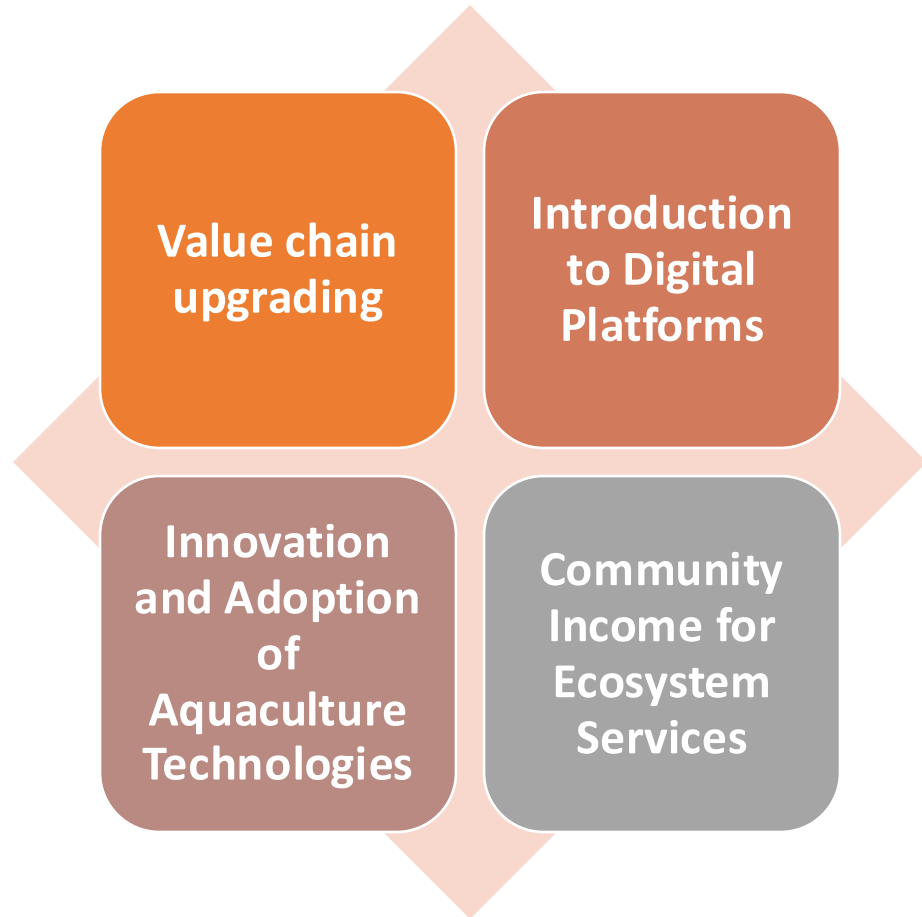 Value chain
upgrading
Introduction
to Digital
Platforms
Innovation
and Adoption
of
Aquaculture
Technologies
Community
Income for
Ecosystem
Services